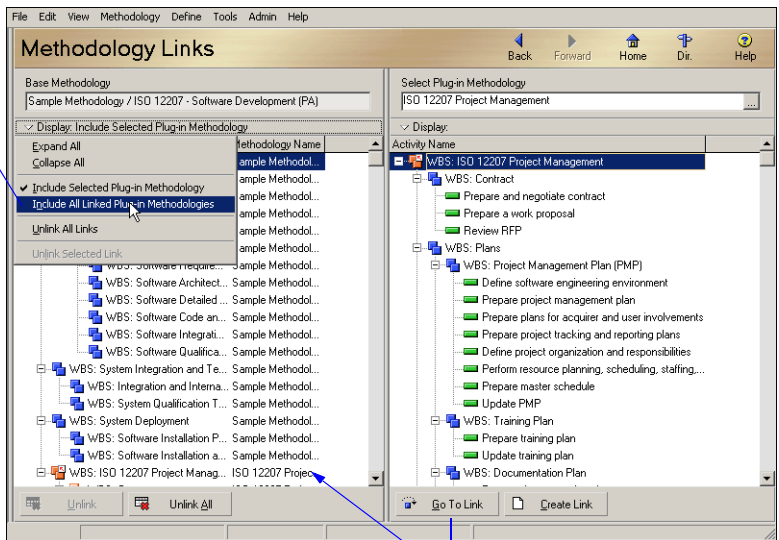 File Edit View Methodology Define Tools Admin Help
Methodology Links
Back Forward Home Dir. Help
Base Methodology
Sample Methodology / ISO 12207 - Software Development (PA)
Display: Include Selected Plug-in Methodology
Methodology Name
Expand All
Collapse All
Include Selected Plug-in Methodology
Include All Linked Plug-in Methodologies
Unlink All Links
Unlink Selected Link
ample Methodol...
ample Methodol...
ample Methodol...
ample Methodol...
ample Methodol...
ample Methodol...
Sample Methodol...
WBS: Software Architect... Sample Methodol...
WBS: Software Detailed ... Sample Methodol...
WBS: Software Code an... Sample Methodol...
WBS: Software Integrati... Sample Methodol...
WBS: Software Qualifica... Sample Methodol...
WBS: System Integration and Te... Sample Methodol...
WBS: Integration and Interna... Sample Methodol...
WBS: System Qualification T... Sample Methodol...
WBS: System Deployment Sample Methodol...
WBS: Software Installation P... Sample Methodol...
WBS: Software Installation a... Sample Methodol...
WBS: ISO 12207 Project Manag... ISO 12207 Projec
Unlink Unlink All
Select Plug-in Methodology
ISO 12207 Project Management
...
Display:
Activity Name
WBS: ISO 12207 Project Management
WBS: Contract
Prepare and negotiate contract
Prepare a work proposal
Review RFP
WBS: Plans
WBS: Project Management Plan (PMP)
Define software engineering environment
Prepare project management plan
Prepare plans for acquirer and user involvements
Prepare project tracking and reporting plans
Define project organization and responsibilities
Perform resource planning, scheduling, staffing,...
Prepare master schedule
Update PMP
WBS: Training Plan
Prepare training plan
Update training plan
WBS: Documentation Plan
Go To Link Create Link